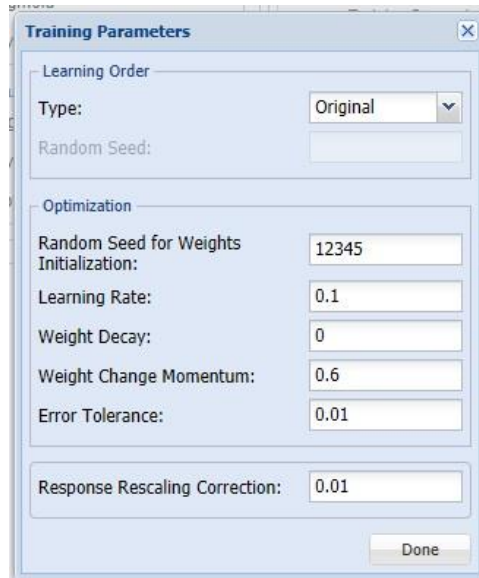 Training Parameters
Learning Order
Type: Original
Random Seed:
Optimization
Random Seed for Weights
Initialization: 12345
Learning Rate: 0.1
Weight Decay: 0
Weight Change Momentum: 0.6
Error Tolerance: 0.01
Response Rescaling Correction: 0.01
Done